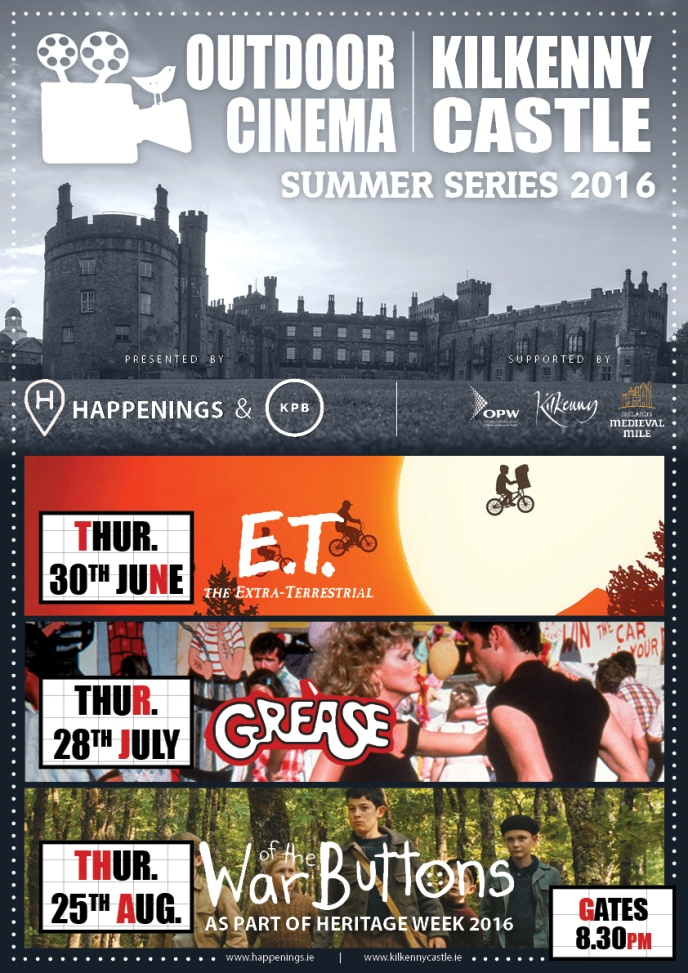 OUTDOOR CINEMA
KILKENNY CASTLE
SUMMER SERIES 2016
PRESENTED BY
SUPPORTED BY
H HAPPENINGS & KPB
OPW
Kilkenny
IRELAND'S
MEDIEVAL
MILE
THUR.
30TH JUNE
E.T.
THE EXTRA-TERRESTRIAL
WIN THE CAR
OF YOUR
THUR.
28TH JULY
GREASE
THUR.
25TH AUG.
War of the Buttons
AS PART OF HERITAGE WEEK 2016
GATES
8.30PM
www.happenings.ie | www.kilkennycastle.ie